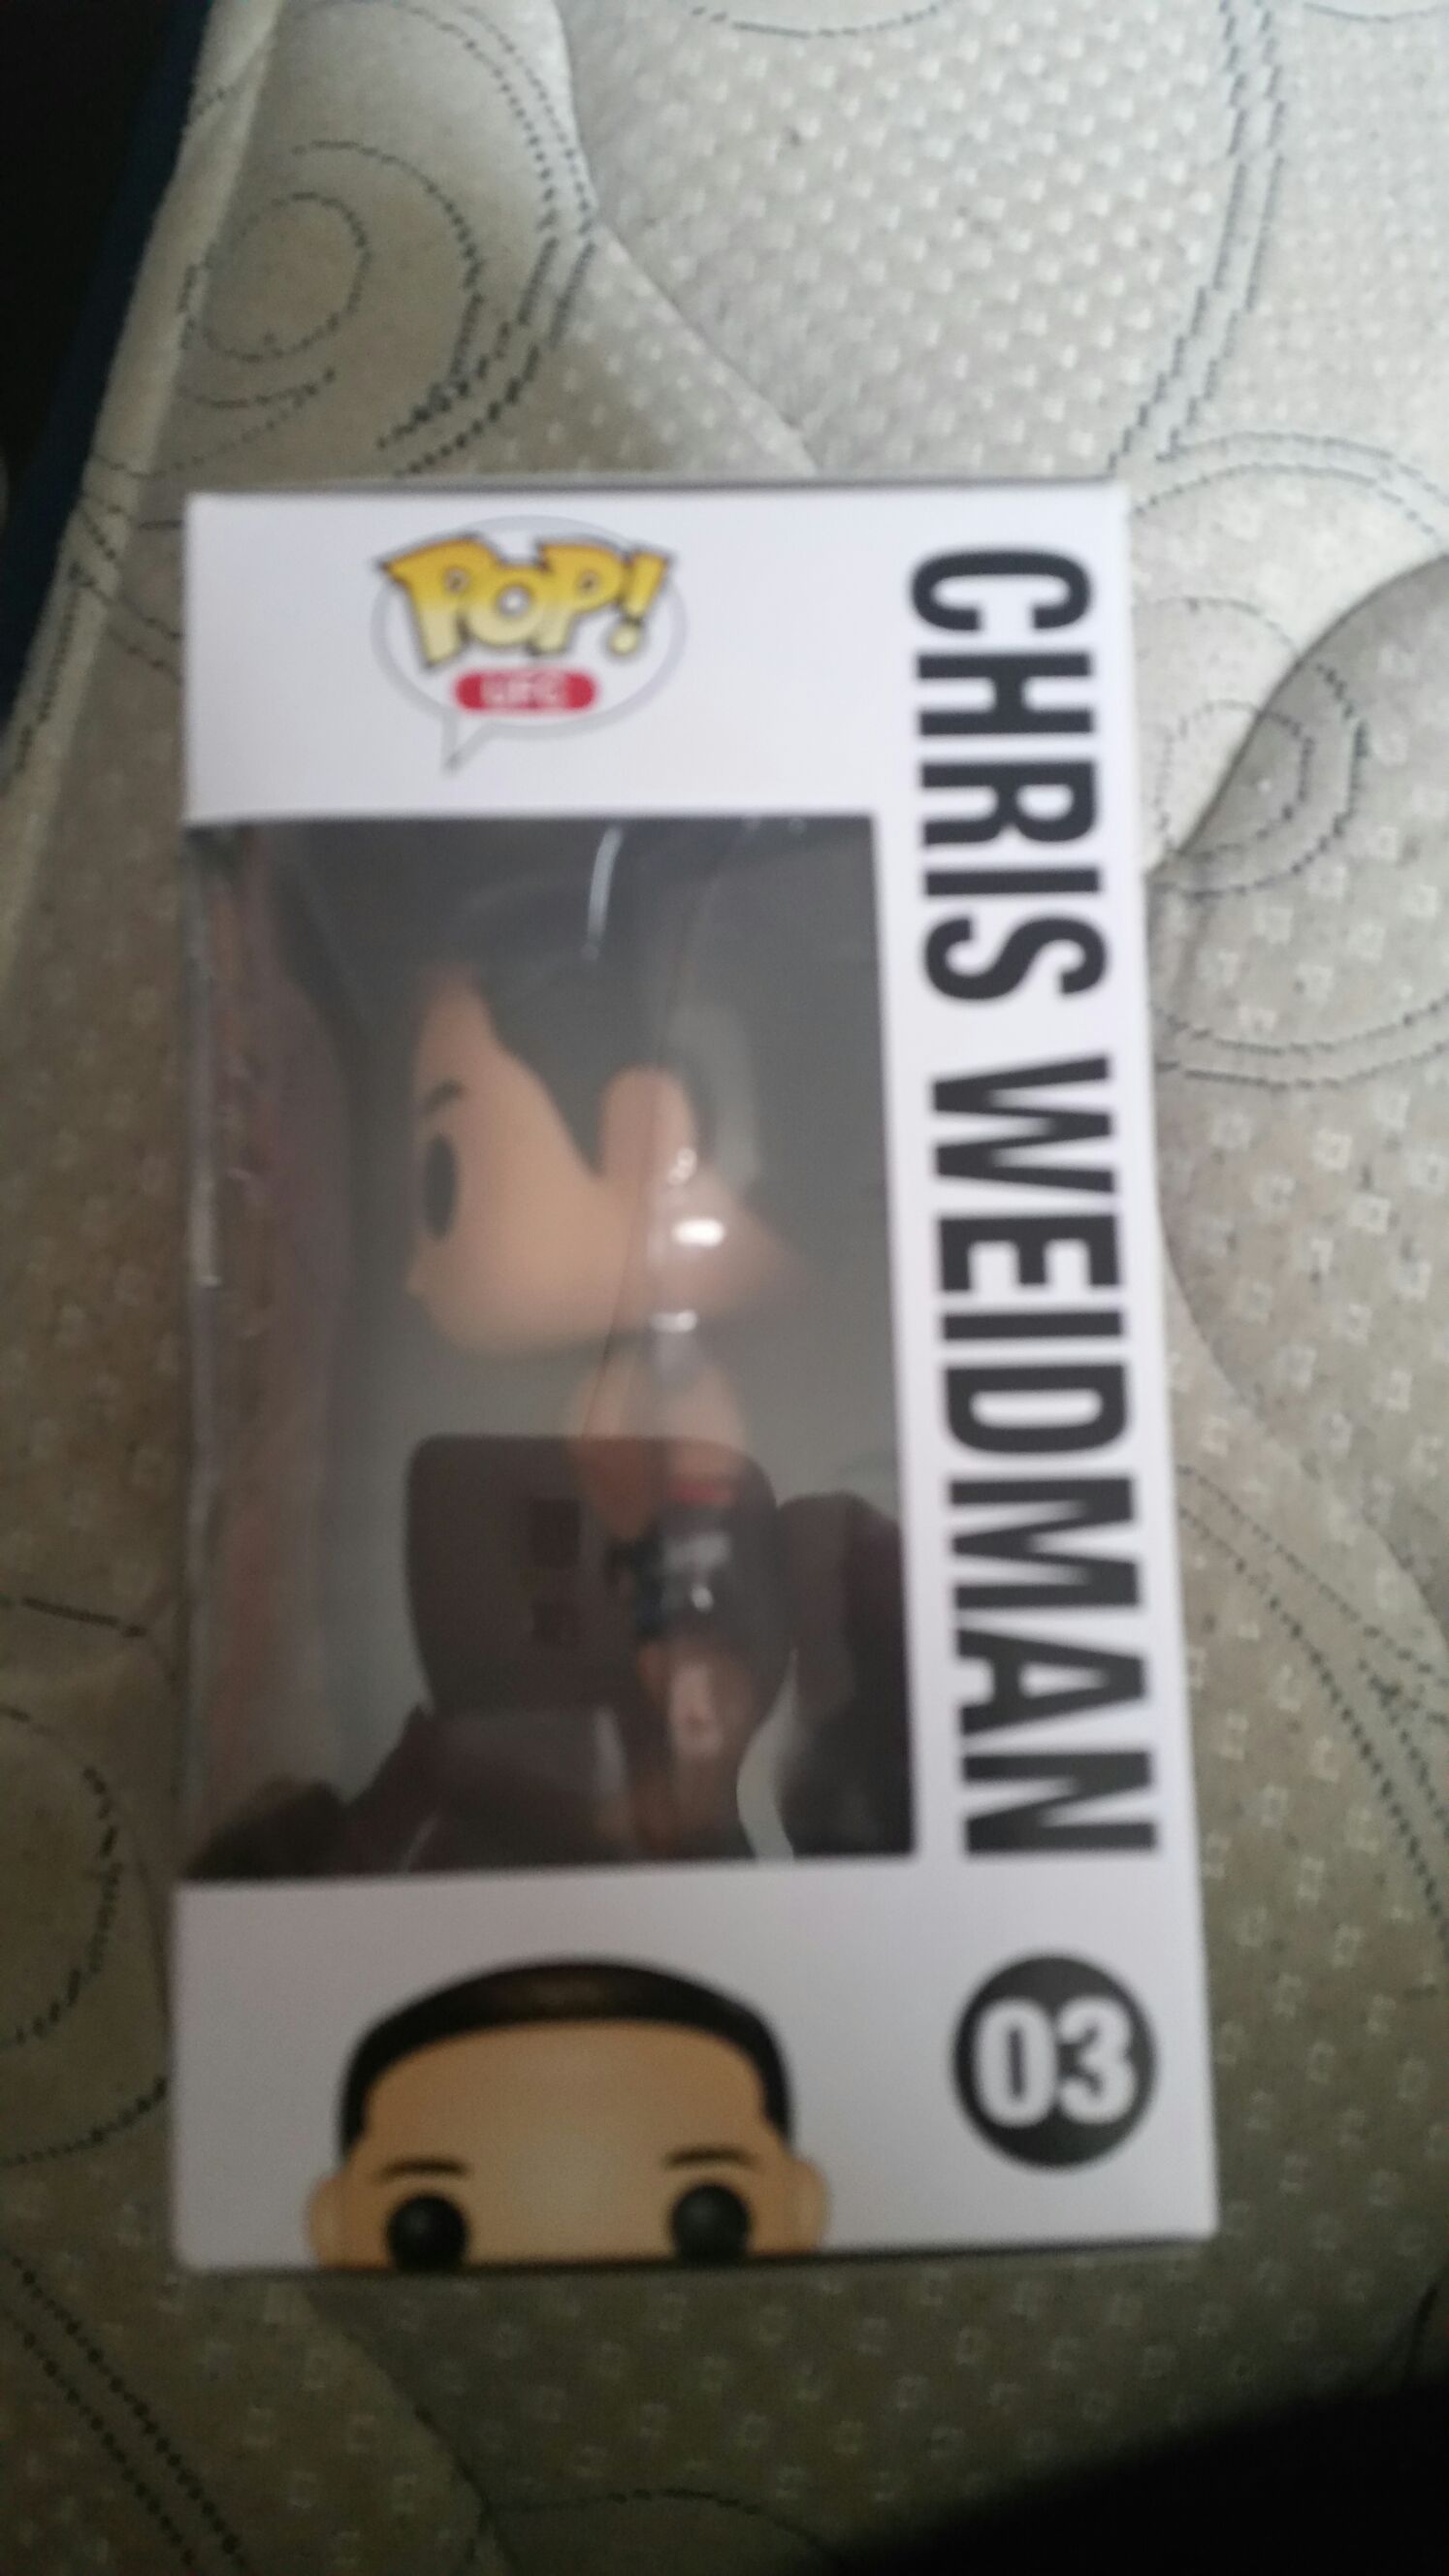 POP!
UFC
CHRIS WEIDMAN
03